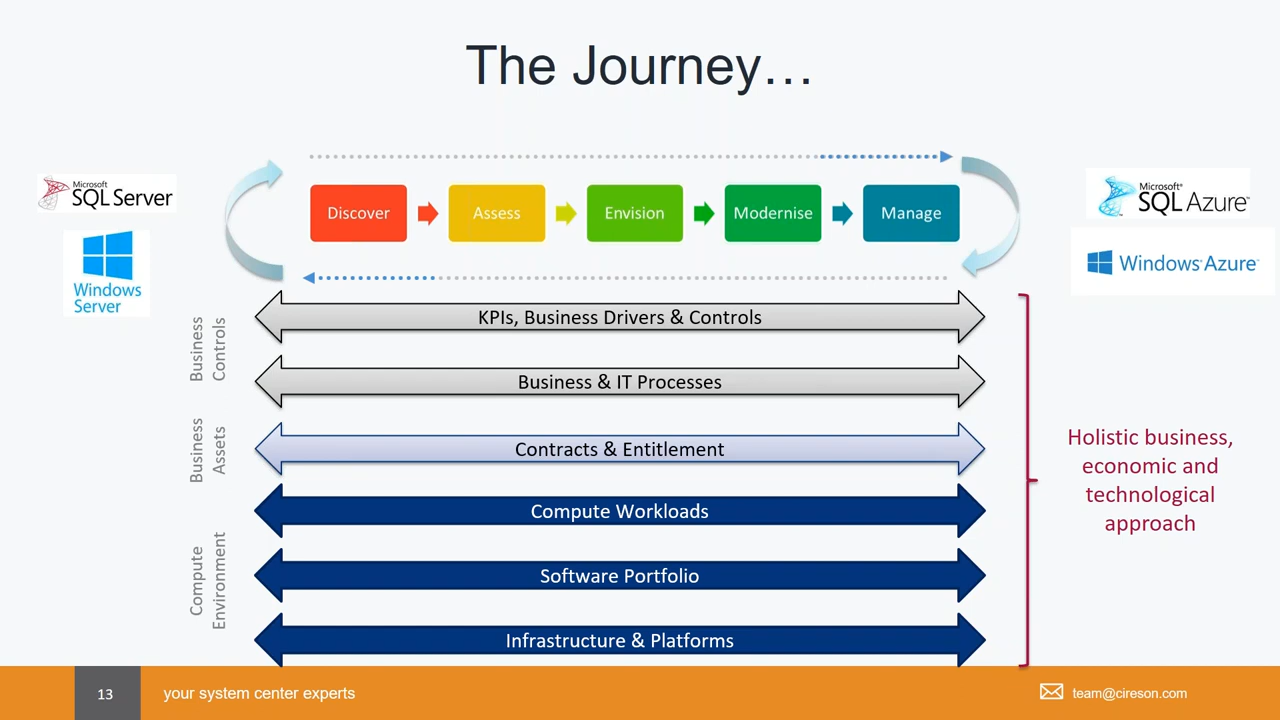 The Journey…
Microsoft
SQL Server
Windows
Server
Discover
Assess
Envision
Modernise
Manage
Microsoft®
SQL Azure™
Windows Azure™
Business
Controls
KPIs, Business Drivers & Controls
Business & IT Processes
Business
Assets
Contracts & Entitlement
Compute
Environment
Compute Workloads
Software Portfolio
Infrastructure & Platforms
Holistic business,
economic and
technological
approach
13
your system center experts
team@cireson.com